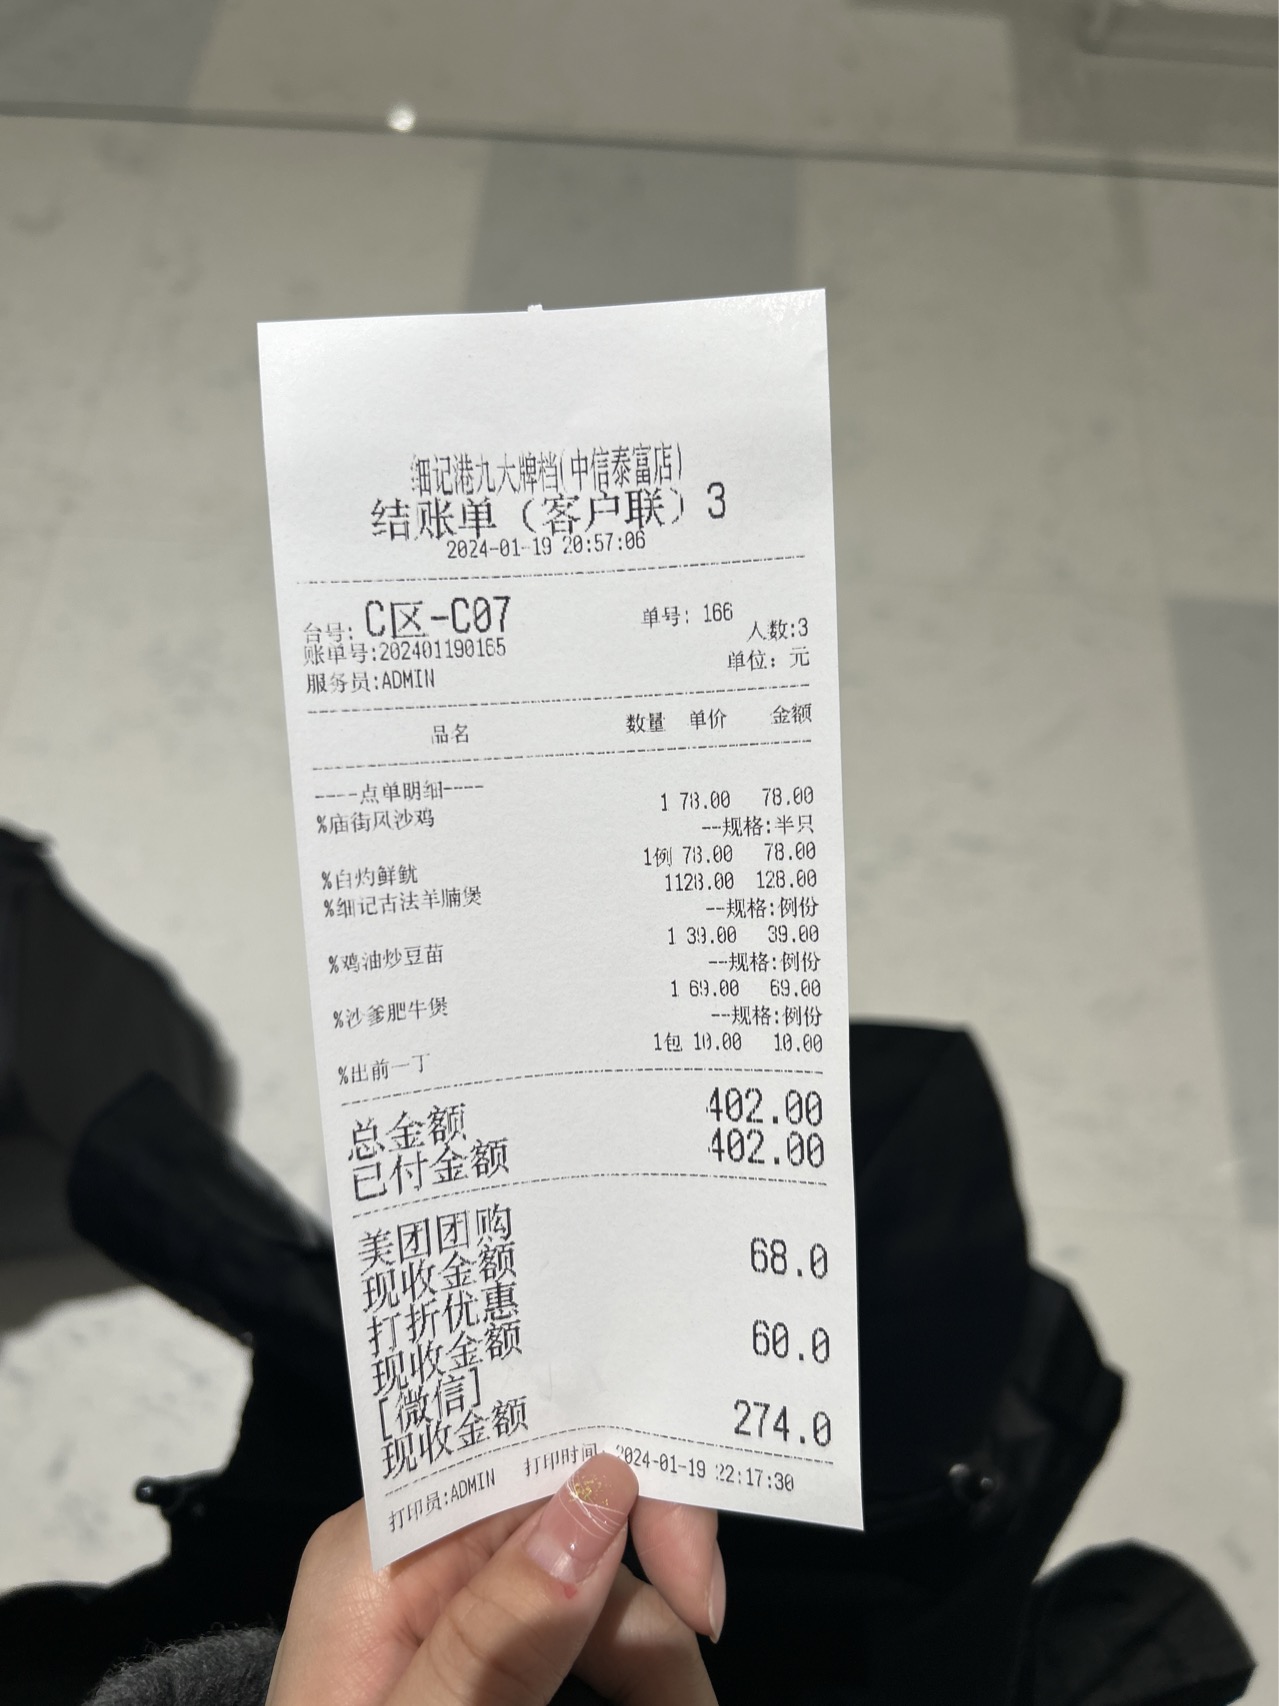 细记港九大牌档(中信泰富店)
结账单（客户联）3
2024-01-19 20:57:06
台号: C区-C07 单号: 166
账单号:202401190165 人数:3
服务员:ADMIN 单位: 元
品名 数量 单价 金额
----点单明细----
%庙街风沙鸡 1 78.00 78.00
--规格:半只
%白灼鲜鱿 1例 78.00 78.00
%细记古法羊腩煲 1128.00 128.00
--规格:例份
%鸡油炒豆苗 1 39.00 39.00
--规格:例份
%沙爹肥牛煲 1 69.00 69.00
--规格:例份
%出前一丁 1包 10.00 10.00
总金额 402.00
已付金额 402.00
美团团购
现收金额 68.0
打折优惠
现收金额 60.0
[微信]
现收金额 274.0
打印员:ADMIN 打印时间: 2024-01-19 22:17:30